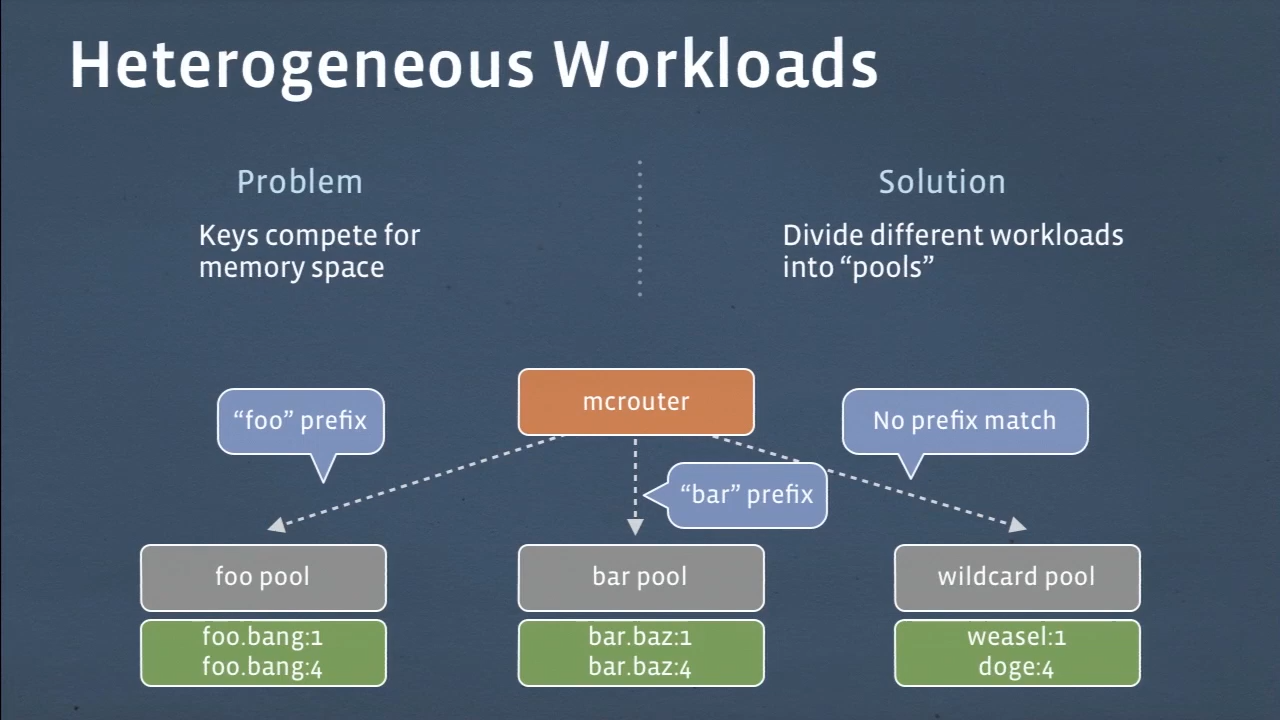 Heterogeneous Workloads
Problem
Keys compete for
memory space
Solution
Divide different workloads
into “pools”
mcrouter
“foo” prefix
No prefix match
“bar” prefix
foo pool
bar pool
wildcard pool
foo.bang:1
foo.bang:4
bar.baz:1
bar.baz:4
weasel:1
doge:4